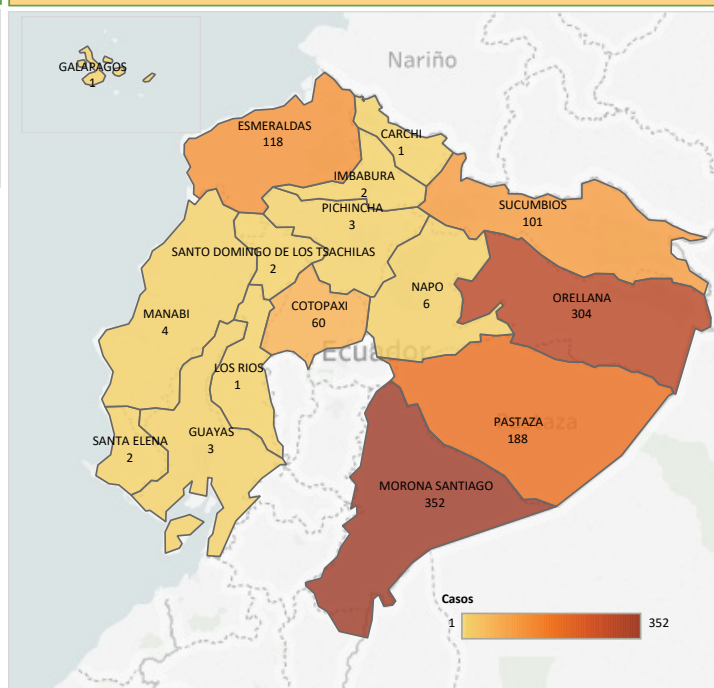 Nariño
GALAPAGOS
1
ESMERALDAS
118
CARCHI
1
IMBABURA
2
PICHINCHA
3
SUCUMBIOS
101
SANTO DOMINGO DE LOS TSACHILAS
2
NAPO
6
COTOPAXI
60
ORELLANA
304
MANABI
4
Ecuador
LOS RIOS
1
PASTAZA
188
GUAYAS
3
SANTA ELENA
2
MORONA SANTIAGO
352
Casos
1 352